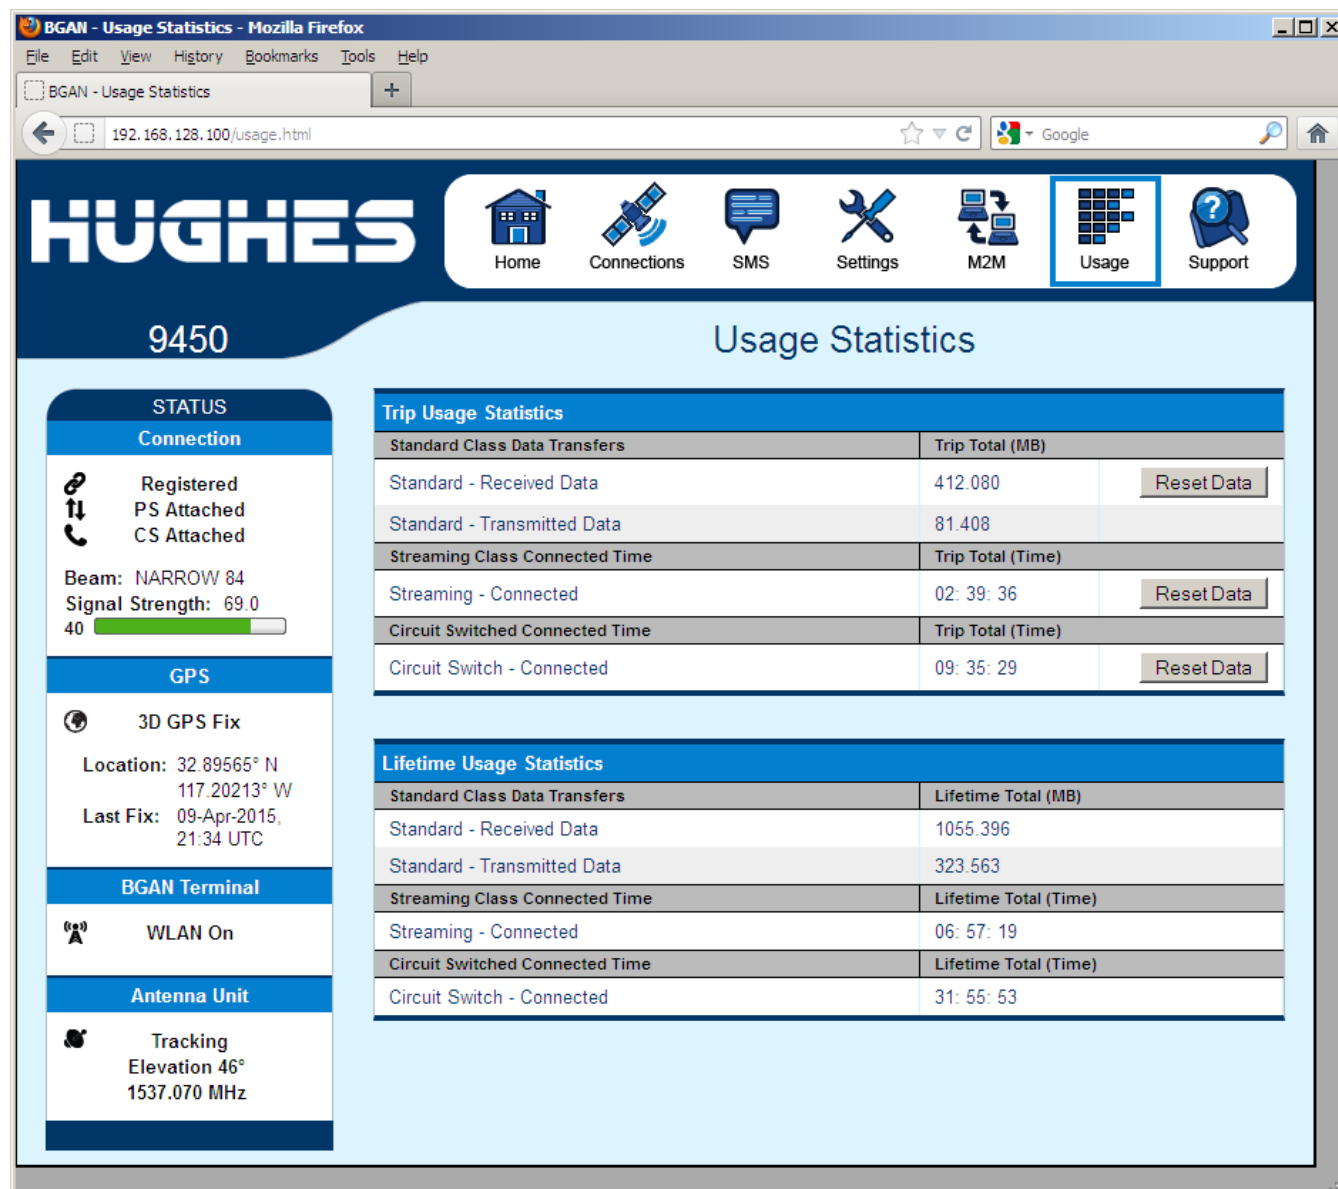 BGAN - Usage Statistics - Mozilla Firefox
File Edit View History Bookmarks Tools Help
BGAN - Usage Statistics
192.168.128.100/usage.html
Google
HUGHES
Home Connections SMS Settings M2M Usage Support
9450
Usage Statistics
STATUS
Connection
Registered
PS Attached
CS Attached
Beam: NARROW 84
Signal Strength: 69.0
40
GPS
3D GPS Fix
Location: 32.89565° N
117.20213° W
Last Fix: 09-Apr-2015,
21:34 UTC
BGAN Terminal
WLAN On
Antenna Unit
Tracking
Elevation 46°
1537.070 MHz
Trip Usage Statistics
Standard Class Data Transfers Trip Total (MB)
Standard - Received Data 412.080 Reset Data
Standard - Transmitted Data 81.408
Streaming Class Connected Time Trip Total (Time)
Streaming - Connected 02: 39: 36 Reset Data
Circuit Switched Connected Time Trip Total (Time)
Circuit Switch - Connected 09: 35: 29 Reset Data
Lifetime Usage Statistics
Standard Class Data Transfers Lifetime Total (MB)
Standard - Received Data 1055.396
Standard - Transmitted Data 323.563
Streaming Class Connected Time Lifetime Total (Time)
Streaming - Connected 06: 57: 19
Circuit Switched Connected Time Lifetime Total (Time)
Circuit Switch - Connected 31: 55: 53